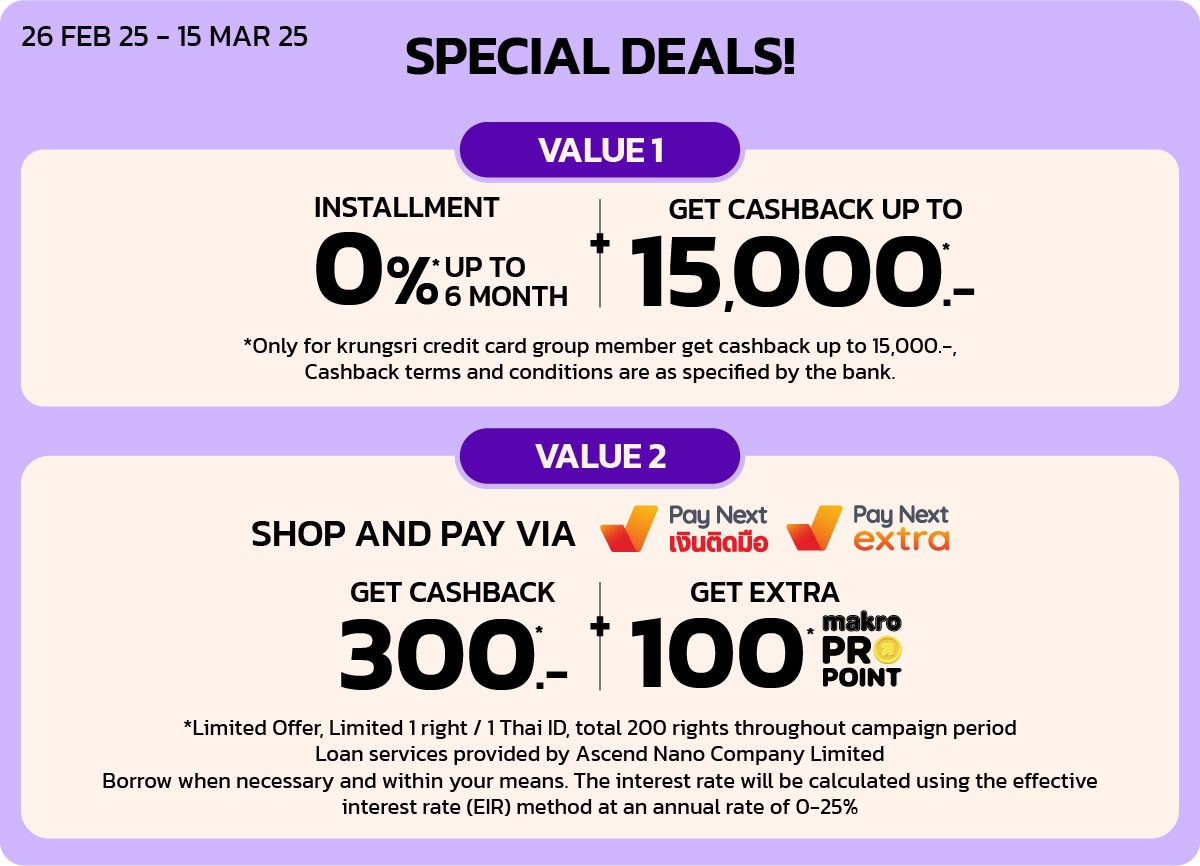 26 FEB 25 - 15 MAR 25
SPECIAL DEALS!
VALUE 1
INSTALLMENT
0%* UP TO
6 MONTH
+
GET CASHBACK UP TO
15,000*.-
*Only for krungsri credit card group member get cashback up to 15,000.-,
Cashback terms and conditions are as specified by the bank.
VALUE 2
SHOP AND PAY VIA
Pay Next
เงินติดมือ
Pay Next
extra
GET CASHBACK
300*.-
+
GET EXTRA
100*
makro
PRO
POINT
*Limited Offer, Limited 1 right / 1 Thai ID, total 200 rights throughout campaign period
Loan services provided by Ascend Nano Company Limited
Borrow when necessary and within your means. The interest rate will be calculated using the effective
interest rate (EIR) method at an annual rate of 0-25%